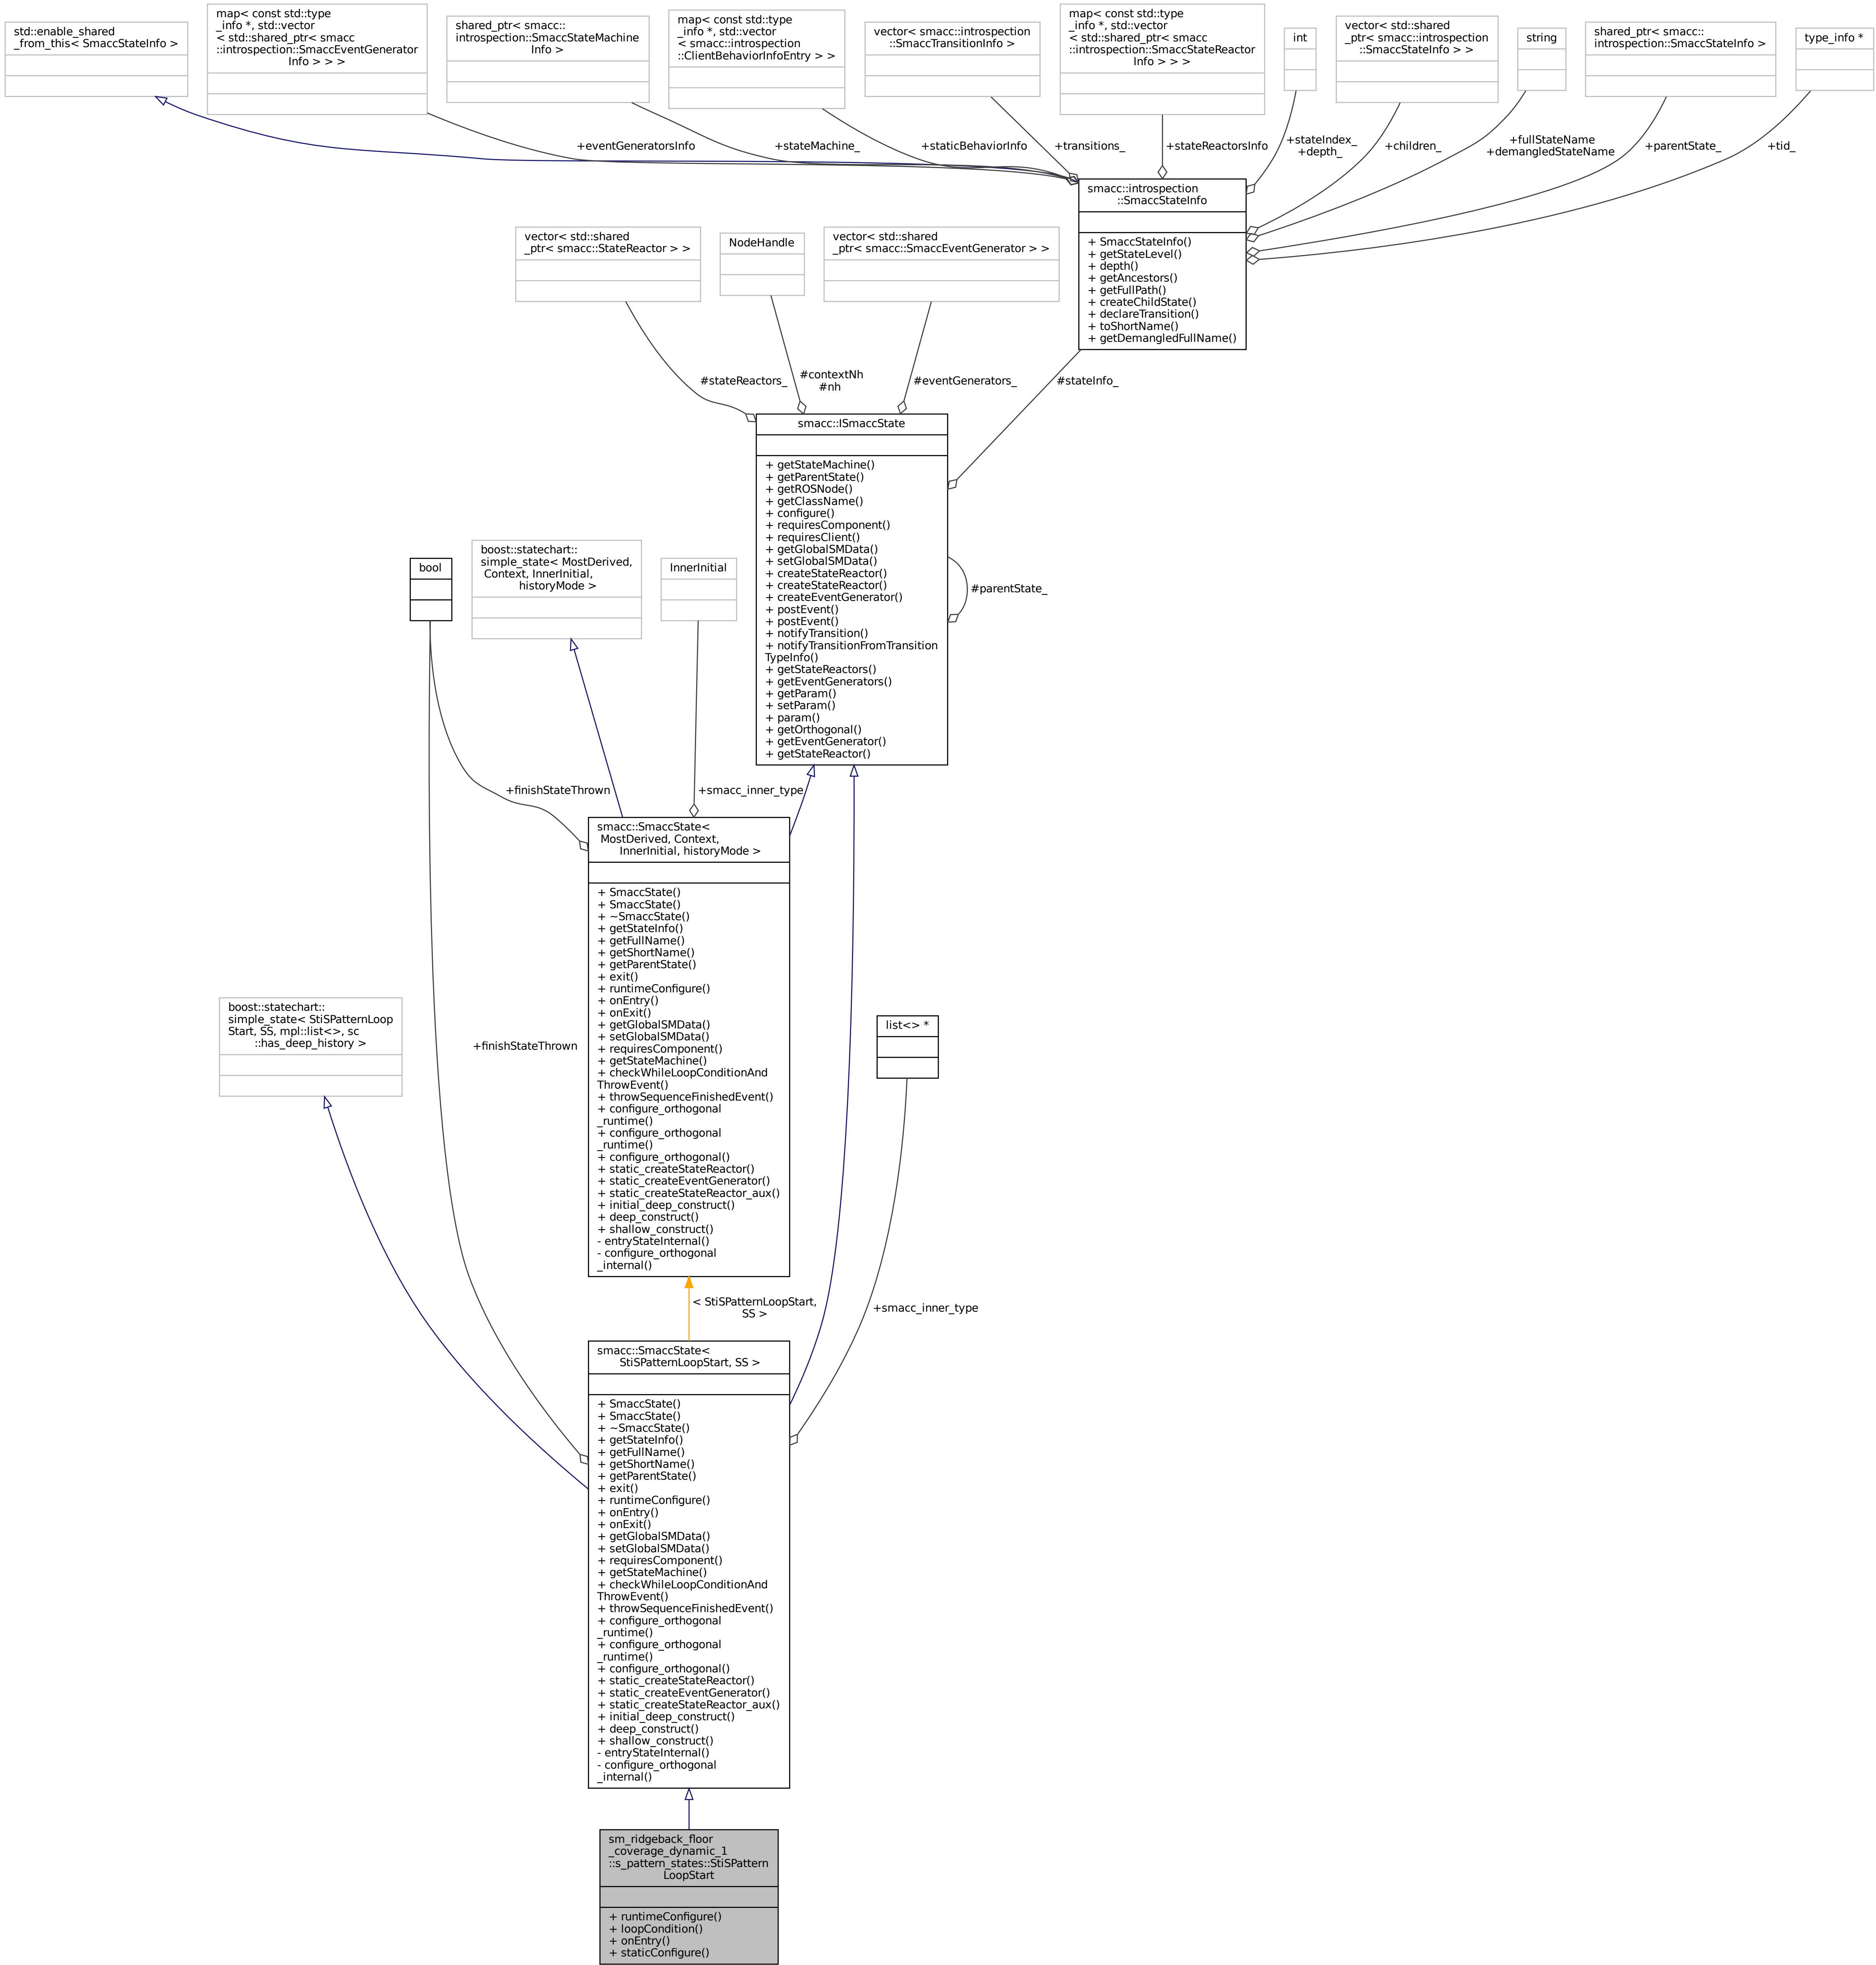 std::enable_shared
_from_this< SmaccStateInfo >
map< const std::type
_info *, std::vector
< std::shared_ptr< smacc
::introspection::SmaccEventGenerator
Info > > >
shared_ptr< smacc::
introspection::SmaccStateMachine
Info >
map< const std::type
_info *, std::vector
< smacc::introspection
::ClientBehaviorInfoEntry > >
vector< smacc::introspection
::SmaccTransitionInfo >
map< const std::type
_info *, std::vector
< std::shared_ptr< smacc
::introspection::SmaccStateReactor
Info > > >
int
vector< std::shared
_ptr< smacc::introspection
::SmaccStateInfo > >
string
shared_ptr< smacc::
introspection::SmaccStateInfo >
type_info *
+eventGeneratorsInfo
+stateMachine_
+staticBehaviorInfo
+transitions_
+stateReactorsInfo
+stateIndex_
+depth_
+children_
+fullStateName
+demangledStateName
+parentState_
+tid_
smacc::introspection
::SmaccStateInfo
+ SmaccStateInfo()
+ getStateLevel()
+ depth()
+ getAncestors()
+ getFullPath()
+ createChildState()
+ declareTransition()
+ toShortName()
+ getDemangledFullName()
vector< std::shared
_ptr< smacc::StateReactor > >
NodeHandle
vector< std::shared
_ptr< smacc::SmaccEventGenerator > >
#stateReactors_
#contextNh
#nh
#eventGenerators_
#stateInfo_
smacc::ISmaccState
+ getStateMachine()
+ getParentState()
+ getROSNode()
+ getClassName()
+ configure()
+ requiresComponent()
+ requiresClient()
+ getGlobalSMData()
+ setGlobalSMData()
+ createStateReactor()
+ createStateReactor()
+ createEventGenerator()
+ postEvent()
+ postEvent()
+ notifyTransition()
+ notifyTransitionFromTransition
TypeInfo()
+ getStateReactors()
+ getEventGenerators()
+ getParam()
+ setParam()
+ param()
+ getOrthogonal()
+ getEventGenerator()
+ getStateReactor()
#parentState_
bool
boost::statechart::
simple_state< MostDerived,
Context, InnerInitial,
historyMode >
InnerInitial
+finishStateThrown
+smacc_inner_type
smacc::SmaccState<
MostDerived, Context,
InnerInitial, historyMode >
+ SmaccState()
+ SmaccState()
+ ~SmaccState()
+ getStateInfo()
+ getFullName()
+ getShortName()
+ getParentState()
+ exit()
+ runtimeConfigure()
+ onEntry()
+ onExit()
+ getGlobalSMData()
+ setGlobalSMData()
+ requiresComponent()
+ getStateMachine()
+ checkWhileLoopConditionAnd
ThrowEvent()
+ throwSequenceFinishedEvent()
+ configure_orthogonal
_runtime()
+ configure_orthogonal
_runtime()
+ configure_orthogonal()
+ static_createStateReactor()
+ static_createEventGenerator()
+ static_createStateReactor_aux()
+ initial_deep_construct()
+ deep_construct()
+ shallow_construct()
- entryStateInternal()
- configure_orthogonal
_internal()
boost::statechart::
simple_state< StiSPatternLoop
Start, SS, mpl::list<>, sc
::has_deep_history >
+finishStateThrown
list<> *
< StiSPatternLoopStart,
SS >
+smacc_inner_type
smacc::SmaccState<
StiSPatternLoopStart, SS >
+ SmaccState()
+ SmaccState()
+ ~SmaccState()
+ getStateInfo()
+ getFullName()
+ getShortName()
+ getParentState()
+ exit()
+ runtimeConfigure()
+ onEntry()
+ onExit()
+ getGlobalSMData()
+ setGlobalSMData()
+ requiresComponent()
+ getStateMachine()
+ checkWhileLoopConditionAnd
ThrowEvent()
+ throwSequenceFinishedEvent()
+ configure_orthogonal
_runtime()
+ configure_orthogonal
_runtime()
+ configure_orthogonal()
+ static_createStateReactor()
+ static_createEventGenerator()
+ static_createStateReactor_aux()
+ initial_deep_construct()
+ deep_construct()
+ shallow_construct()
- entryStateInternal()
- configure_orthogonal
_internal()
sm_ridgeback_floor
_coverage_dynamic_1
::s_pattern_states::StiSPattern
LoopStart
+ runtimeConfigure()
+ loopCondition()
+ onEntry()
+ staticConfigure()